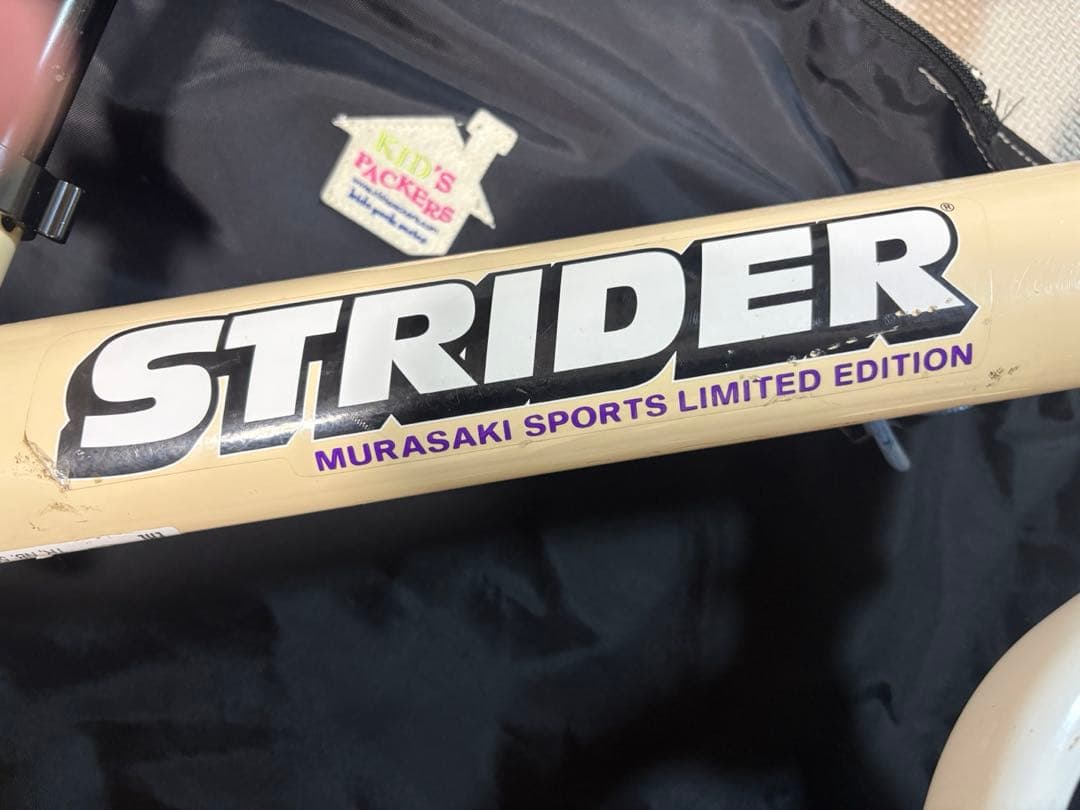 KID'S
PACKERS
STRIDER®
MURASAKI SPORTS LIMITED EDITION